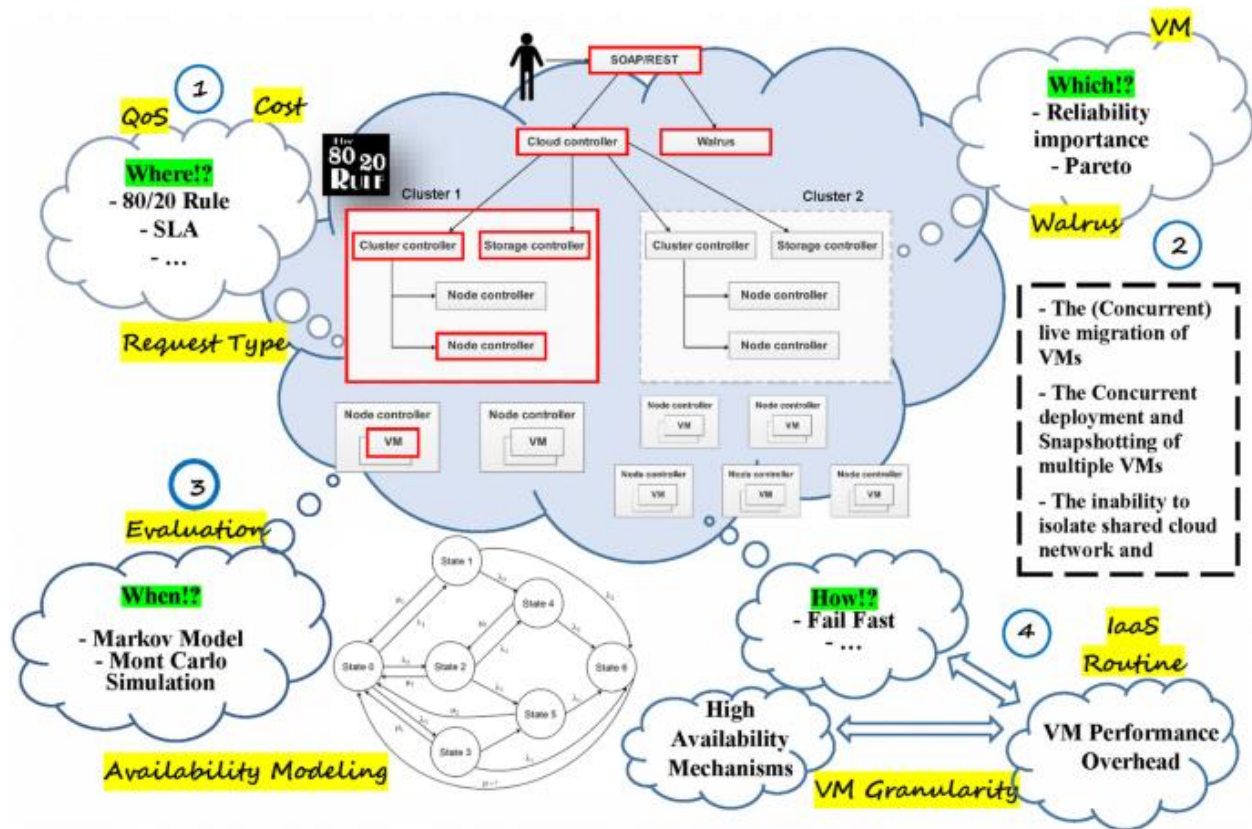 1
QoS
Cost
Where!?
- 80/20 Rule
- SLA
- ...
Request Type
The
80 20
RULE
SOAP/REST
Cloud controller
Walrus
Cluster 1
Cluster controller
Storage controller
Node controller
Node controller
Cluster 2
Cluster controller
Storage controller
Node controller
Node controller
Node controller
VM
Node controller
VM
Node controller
VM
Node controller
VM
Node controller
VM
Node controller
VM
Node controller
VM
VM
Which!?
- Reliability
importance
- Pareto
Walrus
2
- The (Concurrent)
live migration of
VMs
- The Concurrent
deployment and
Snapshotting of
multiple VMs
- The inability to
isolate shared cloud
network and
3
Evaluation
When!?
- Markov Model
- Mont Carlo
Simulation
Availability Modeling
State 1
State 4
State 0
State 2
State 6
State 5
State 3
How!?
- Fail Fast
- ...
4
IaaS
Routine
High
Availability
Mechanisms
VM Performance
Overhead
VM Granularity